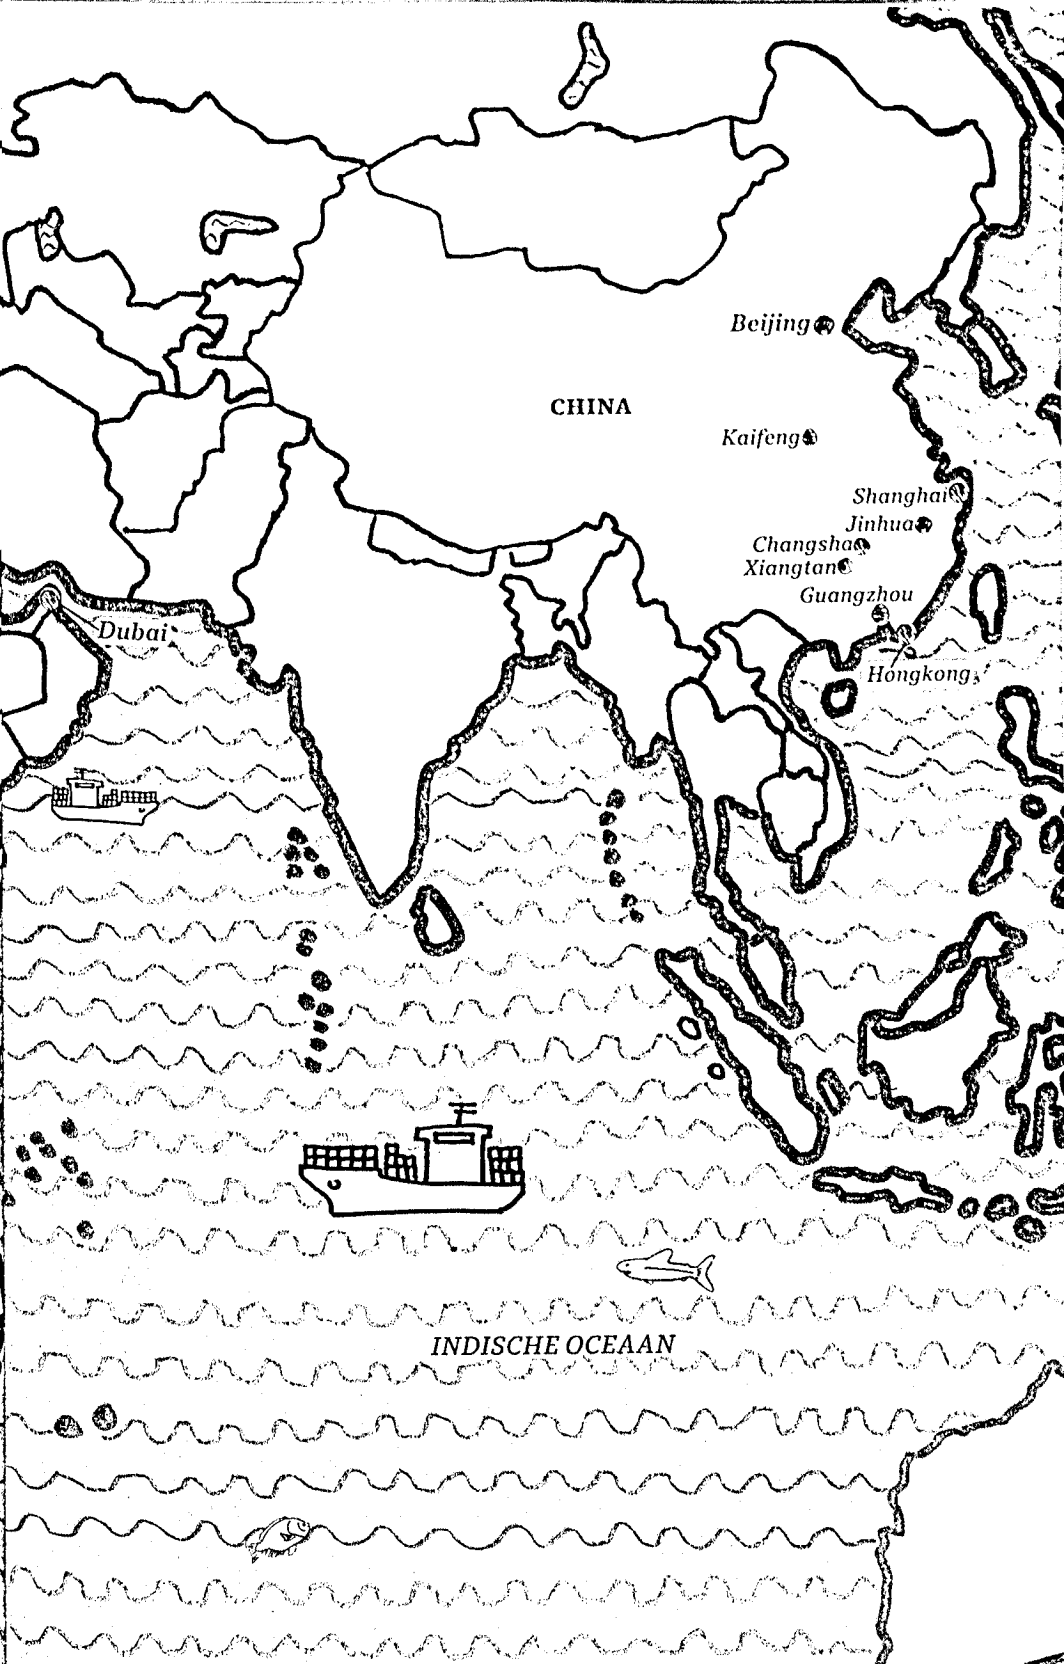 Beijing
CHINA
Kaifeng
Shanghai
Jinhua
Changsha
Xiangtan
Guangzhou
Dubai
Hongkong
INDISCHE OCEAAN